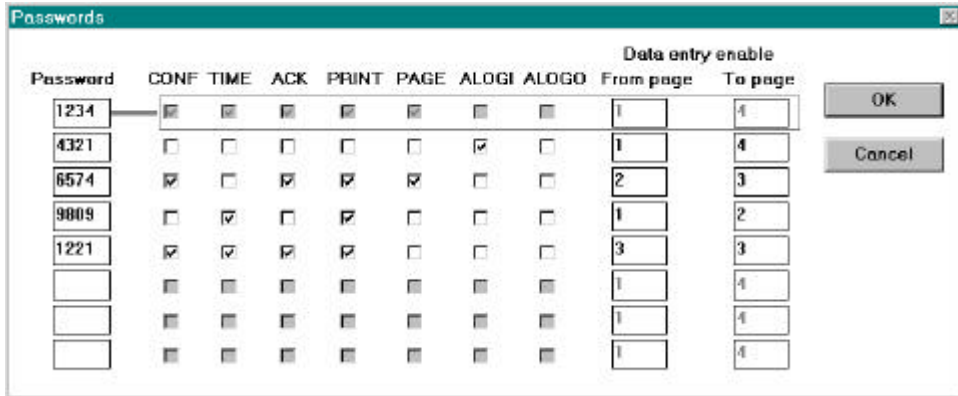 Passwords
Data entry enable
Password CONF TIME ACK PRINT PAGE ALOGI ALOGO From page To page
1234 1 4
OK
4321 1 4
Cancel
6574 2 3
9809 1 2
1221 3 3
1 4
1 4
1 4